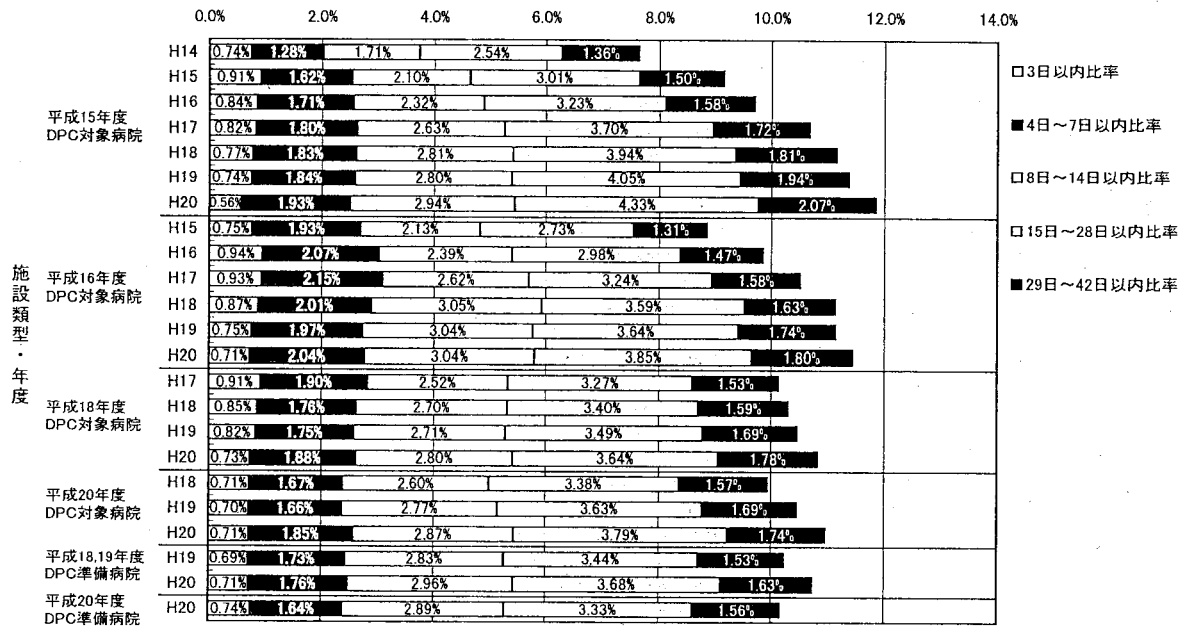 0.0% 2.0% 4.0% 6.0% 8.0% 10.0% 12.0% 14.0%
施設類型・年度
平成15年度
DPC対象病院
H14 0.74% 1.28% 1.71% 2.54% 1.36%
H15 0.91% 1.62% 2.10% 3.01% 1.50%
H16 0.84% 1.71% 2.32% 3.23% 1.58%
H17 0.82% 1.80% 2.63% 3.70% 1.72%
H18 0.77% 1.83% 2.81% 3.94% 1.81%
H19 0.74% 1.84% 2.80% 4.05% 1.94%
H20 0.56% 1.93% 2.94% 4.33% 2.07%
平成16年度
DPC対象病院
H15 0.75% 1.93% 2.13% 2.73% 1.31%
H16 0.94% 2.07% 2.39% 2.98% 1.47%
H17 0.93% 2.15% 2.62% 3.24% 1.58%
H18 0.87% 2.01% 3.05% 3.59% 1.63%
H19 0.75% 1.97% 3.04% 3.64% 1.74%
H20 0.71% 2.04% 3.04% 3.85% 1.80%
平成18年度
DPC対象病院
H17 0.91% 1.90% 2.52% 3.27% 1.53%
H18 0.85% 1.76% 2.70% 3.40% 1.59%
H19 0.82% 1.75% 2.71% 3.49% 1.69%
H20 0.73% 1.88% 2.80% 3.64% 1.78%
平成20年度
DPC対象病院
H18 0.71% 1.67% 2.60% 3.38% 1.57%
H19 0.70% 1.66% 2.77% 3.63% 1.69%
H20 0.71% 1.85% 2.87% 3.79% 1.74%
平成18,19年度
DPC準備病院
H19 0.69% 1.73% 2.83% 3.44% 1.53%
H20 0.71% 1.76% 2.96% 3.68% 1.63%
平成20年度
DPC準備病院
H20 0.74% 1.64% 2.89% 3.33% 1.56%
3日以内比率
4日～7日以内比率
8日～14日以内比率
15日～28日以内比率
29日～42日以内比率